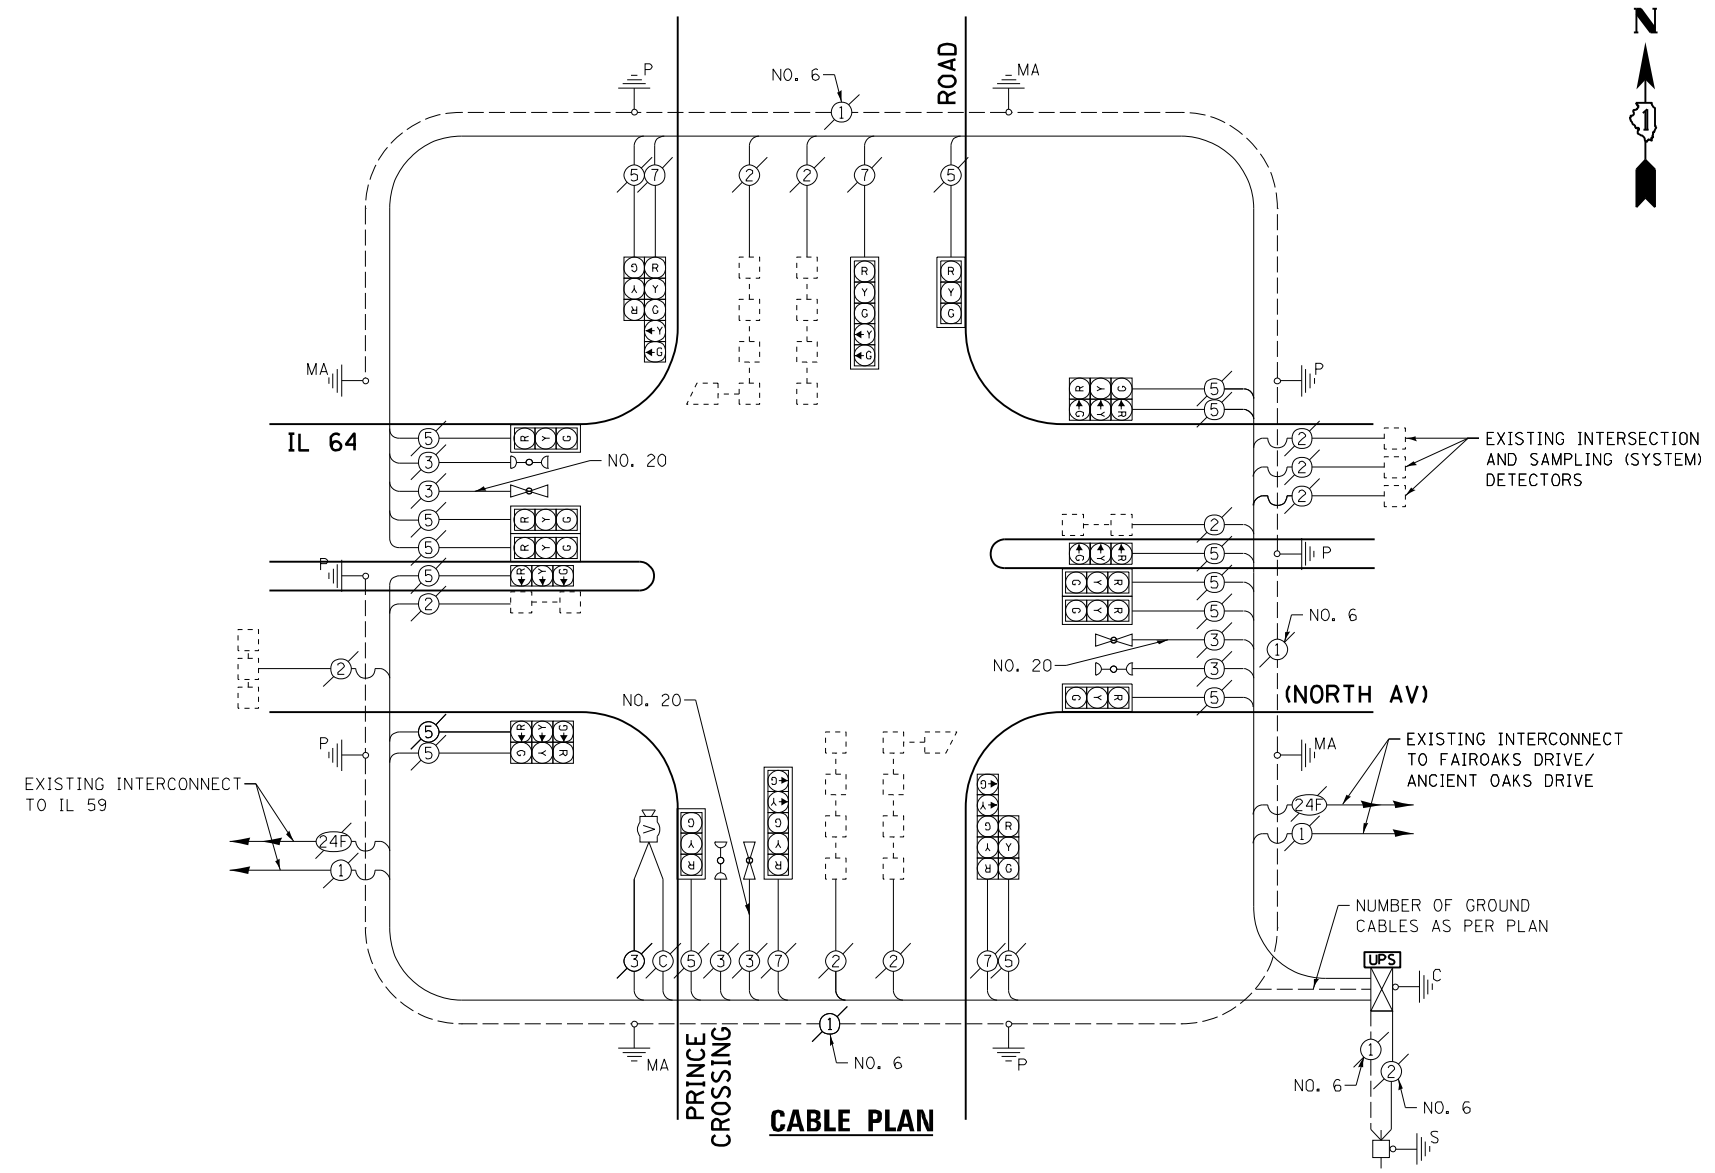 N
1
P
NO. 6
1
ROAD
MA
5 7 2 2 7 5
G R
Y Y
R G
Y
G
R
Y
G
Y
G
R
Y
G
MA
P
IL 64
R Y G 5
G Y R 5
5 R Y G
3
3
NO. 20
5 R Y G
5 R Y G
P
5 R Y G
2
2
2
2
EXISTING INTERSECTION
AND SAMPLING (SYSTEM)
DETECTORS
2
G Y R 5
P
G Y R 5
G Y R 5
3
NO. 20
3
G Y R 5
NO. 6
1
(NORTH AV)
2
NO. 20
P
5 R Y G
5 G Y R
MA
EXISTING INTERCONNECT
TO FAIROAKS DRIVE/
ANCIENT OAKS DRIVE
24F
1
EXISTING INTERCONNECT
TO IL 59
24F
1
V
G
Y
R
G
Y
G
Y
R
G
Y
G R
Y Y
R G
3 C 5 3 3 7 2 2 7 5
NUMBER OF GROUND
CABLES AS PER PLAN
UPS
C
MA
1
NO. 6
P
PRINCE
CROSSING
1
NO. 6
2
NO. 6
S
CABLE PLAN